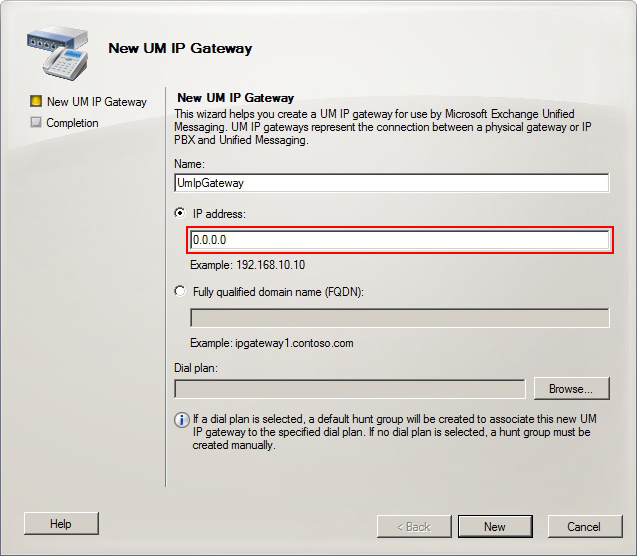 New UM IP Gateway
New UM IP Gateway
Completion
New UM IP Gateway
This wizard helps you create a UM IP gateway for use by Microsoft Exchange Unified
Messaging. UM IP gateways represent the connection between a physical gateway or IP
PBX and Unified Messaging.
Name:
UmIpGateway
IP address:
0.0.0.0
Example: 192.168.10.10
Fully qualified domain name (FQDN):
Example: ipgateway1.contoso.com
Dial plan:
Browse...
If a dial plan is selected, a default hunt group will be created to associate this new UM
IP gateway to the specified dial plan. If no dial plan is selected, a hunt group must be
created manually.
Help
< Back
New
Cancel